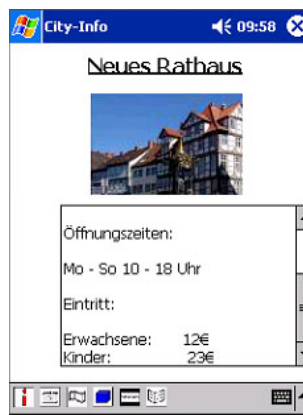 City-Info 09:58
Neues Rathaus
Öffnungszeiten:
Mo - So 10 - 18 Uhr
Eintritt:
Erwachsene: 12€
Kinder: 23€